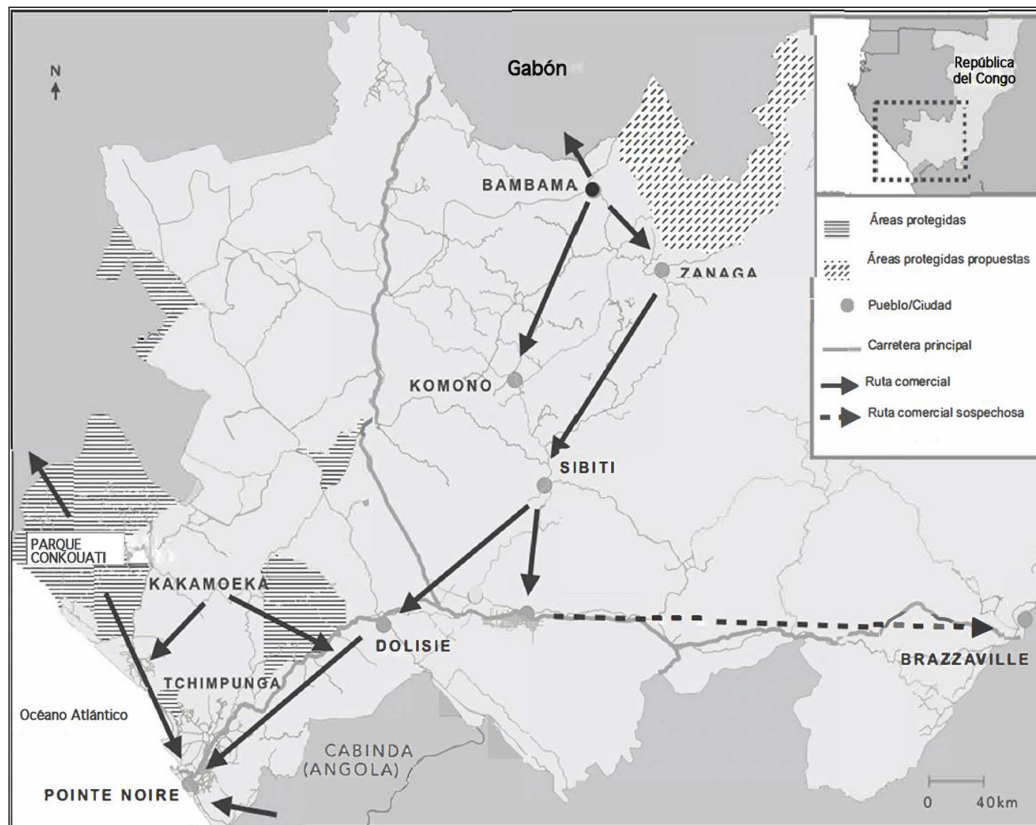 Gabón
República
del Congo
N
BAMBAMA
ZANAGA
Áreas protegidas
Áreas protegidas propuestas
Pueblo/Ciudad
Carretera principal
Ruta comercial
Ruta comercial sospechosa
KOMONO
SIBITI
PARQUE
CONKOUATI
KAKAMOEKA
DOLISIE
BRAZZAVILLE
TCHIMPUNGA
Océano Atlántico
CABINDA
(ANGOLA)
POINTE NOIRE
0 40km